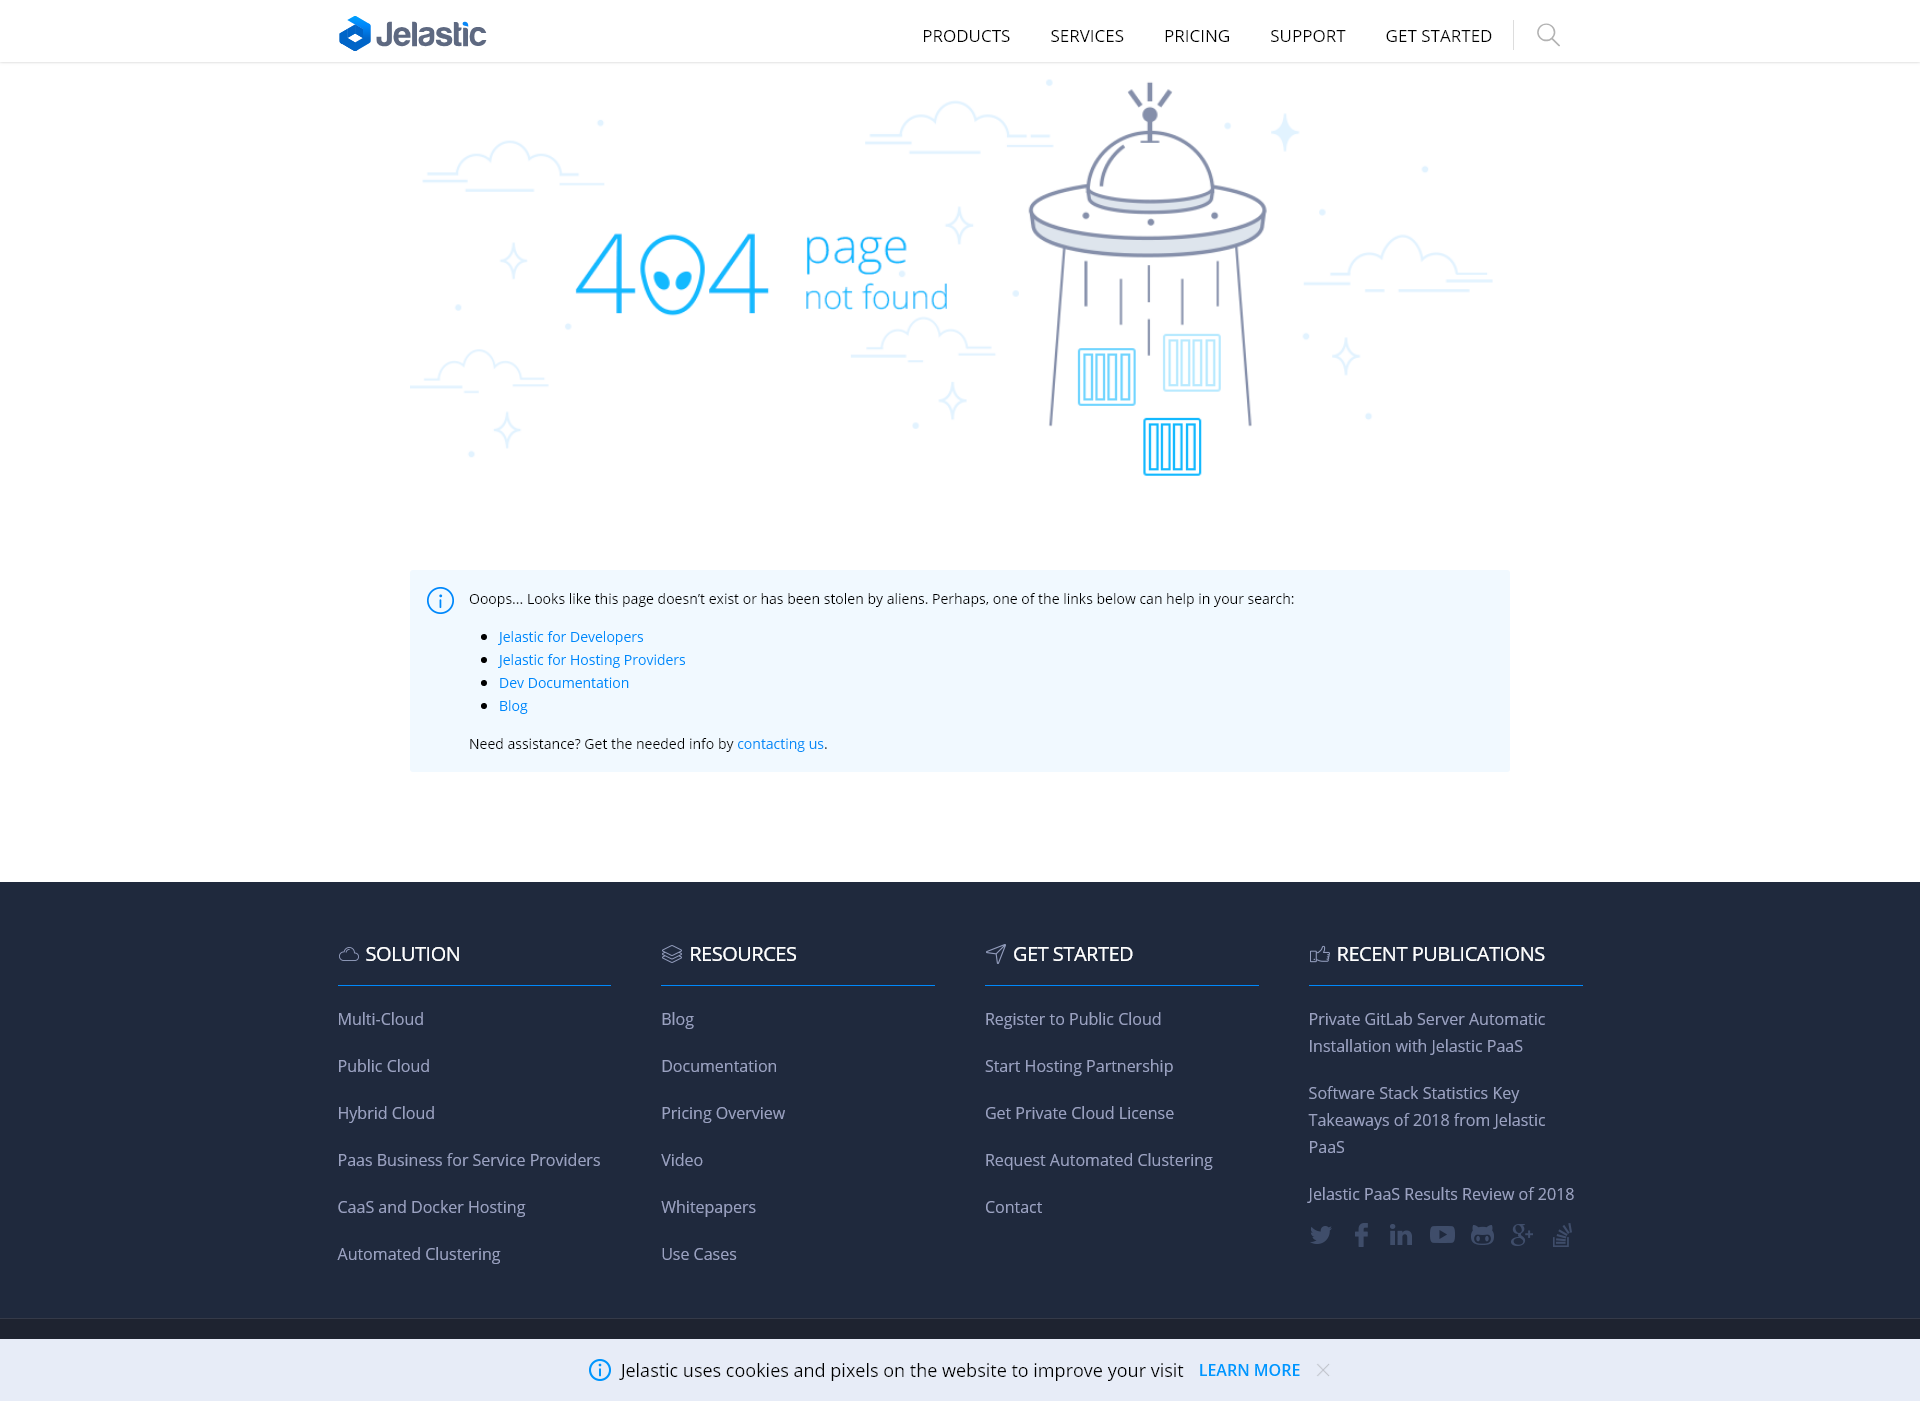 Jelastic
PRODUCTS
SERVICES
PRICING
SUPPORT
GET STARTED
404
page
not found
Ooops... Looks like this page doesn't exist or has been stolen by aliens. Perhaps, one of the links below can help in your search:
Jelastic for Developers
Jelastic for Hosting Providers
Dev Documentation
Blog
Need assistance? Get the needed info by contacting us.
SOLUTION
Multi-Cloud
Public Cloud
Hybrid Cloud
Paas Business for Service Providers
CaaS and Docker Hosting
Automated Clustering
RESOURCES
Blog
Documentation
Pricing Overview
Video
Whitepapers
Use Cases
GET STARTED
Register to Public Cloud
Start Hosting Partnership
Get Private Cloud License
Request Automated Clustering
Contact
RECENT PUBLICATIONS
Private GitLab Server Automatic
Installation with Jelastic PaaS
Software Stack Statistics Key
Takeaways of 2018 from Jelastic
PaaS
Jelastic PaaS Results Review of 2018
Jelastic uses cookies and pixels on the website to improve your visit LEARN MORE